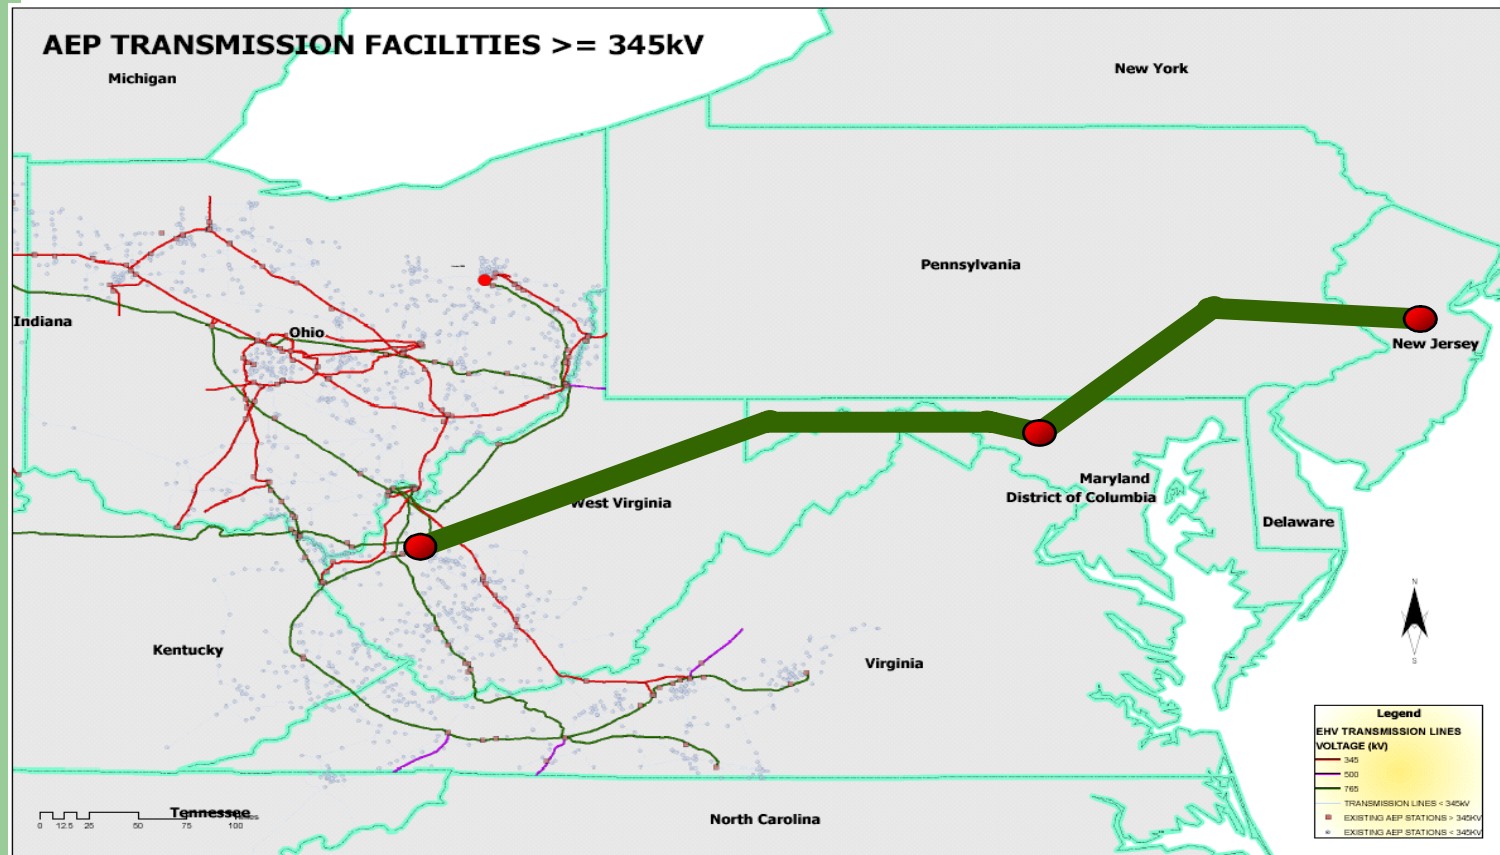 AEP TRANSMISSION FACILITIES >= 345kV
Michigan
New York
Pennsylvania
Indiana
Ohio
New Jersey
Maryland
District of Columbia
West Virginia
Delaware
N
S
Kentucky
Virginia
Tennessee
North Carolina
0 12.5 25 50 75 100
Legend
EHV TRANSMISSION LINES
VOLTAGE (kV)
345
500
765
TRANSMISSION LINES < 345kV
EXISTING AEP STATIONS > 345KV
EXISTING AEP STATIONS < 345KV